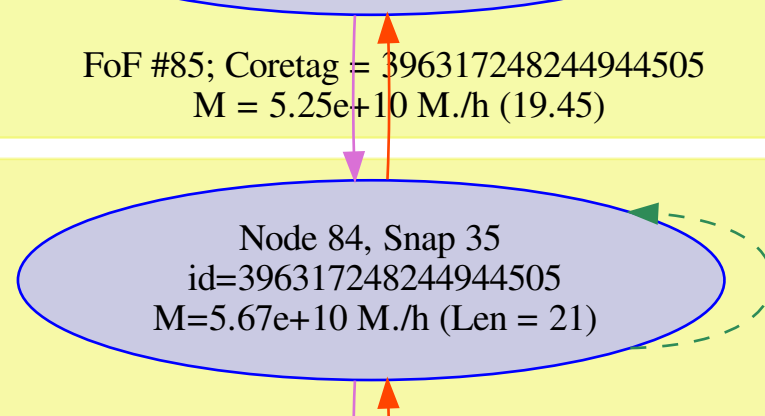 FoF #85; Coretag = 396317248244944505
M = 5.25e+10 M./h (19.45)
Node 84, Snap 35
id=396317248244944505
M=5.67e+10 M./h (Len = 21)